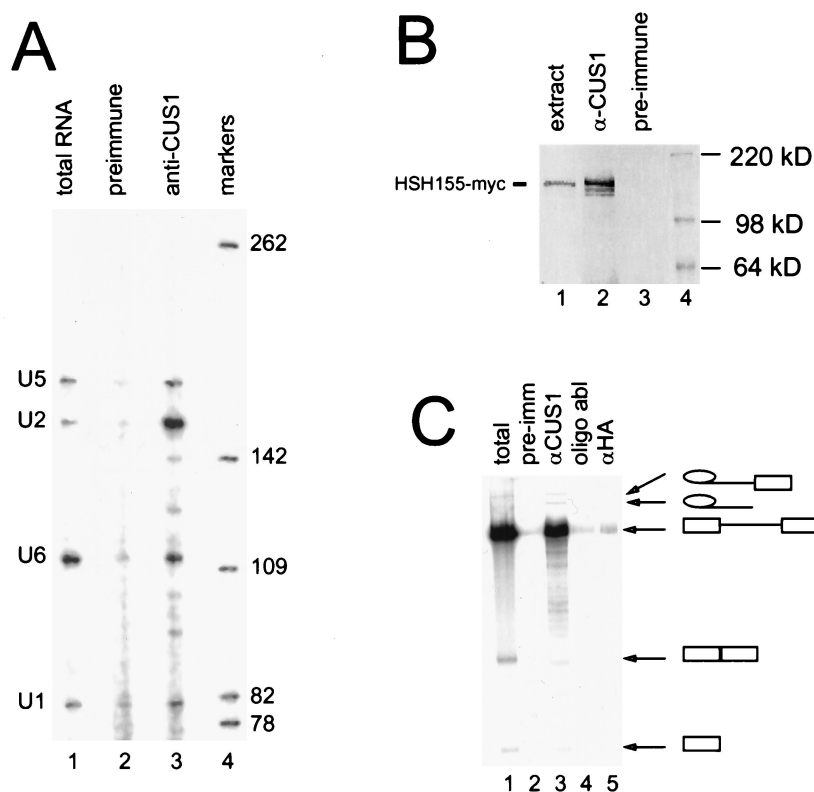 A
total RNA
preimmune
anti-CUS1
markers
262
U5
U2
142
U6
109
U1
82
78
1 2 3 4
B
extract
α-CUS1
pre-immune
HSH155-myc
220 kD
98 kD
64 kD
1 2 3 4
C
total
pre-imm
αCUS1
oligo abl
αHA
1 2 3 4 5